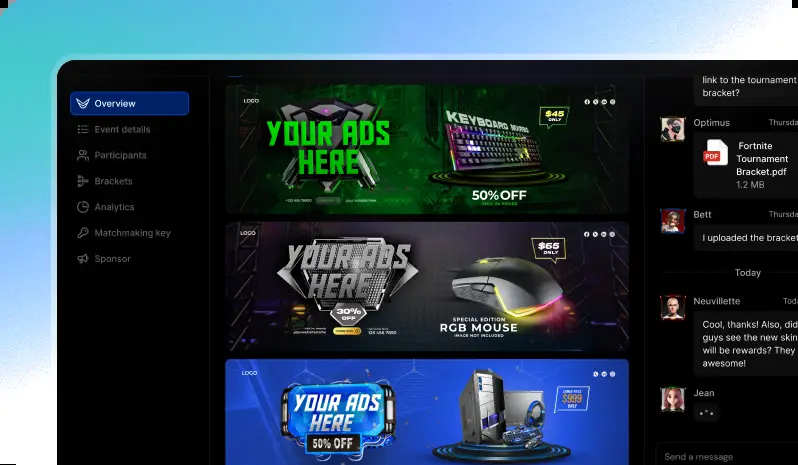 Overview
Event details
Participants
Brackets
Analytics
Matchmaking key
Sponsor
LOGO
YOUR ADS
HERE
$45
ONLY
50% OFF
LOGO
YOUR ADS
HERE
30%
OFF
$65
ONLY
SPECIAL EDITION
RGB MOUSE
IMAGE NOT INCLUDED
LOGO
YOUR ADS
HERE
50% OFF
$999
ONLY
link to the tournament
bracket?
Optimus
Thursda
PDF
Fortnite
Tournament
Bracket.pdf
1.2 MB
Bett
Thursda
I uploaded the bracket
Today
Neuvillette
Toda
Cool, thanks! Also, did
guys see the new skin
will be rewards? They
awesome!
Jean
Send a message